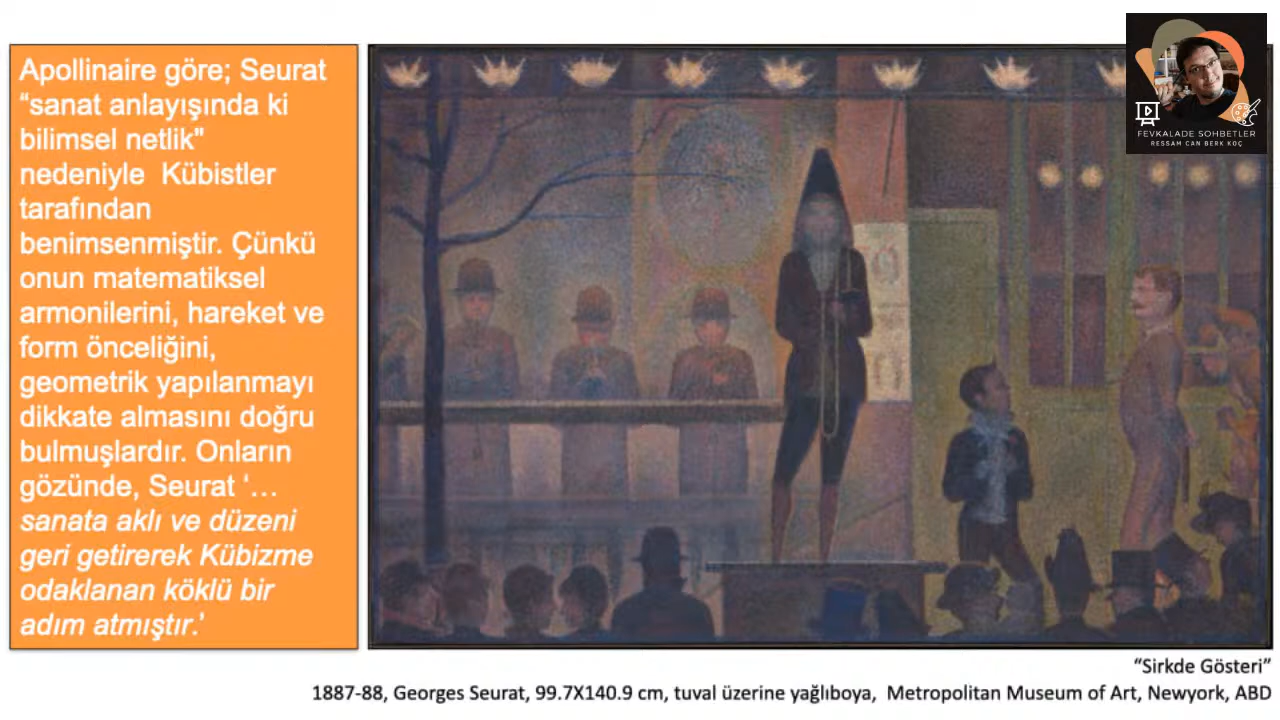 Apollinaire göre; Seurat
“sanat anlayışında ki
bilimsel netlik"
nedeniyle Kübistler
tarafından
benimsenmiştir. Çünkü
onun matematiksel
armonilerini, hareket ve
form önceliğini,
geometrik yapılanmayı
dikkate almasını doğru
bulmuşlardır. Onların
gözünde, Seurat ‘…
sanata aklı ve düzeni
geri getirerek Kübizme
odaklanan köklü bir
adım atmıştır.’
FEVKALADE SOHBETLER
RESSAM CAN BERK KOÇ
“Sirkde Gösteri”
1887-88, Georges Seurat, 99.7X140.9 cm, tuval üzerine yağlıboya, Metropolitan Museum of Art, Newyork, ABD